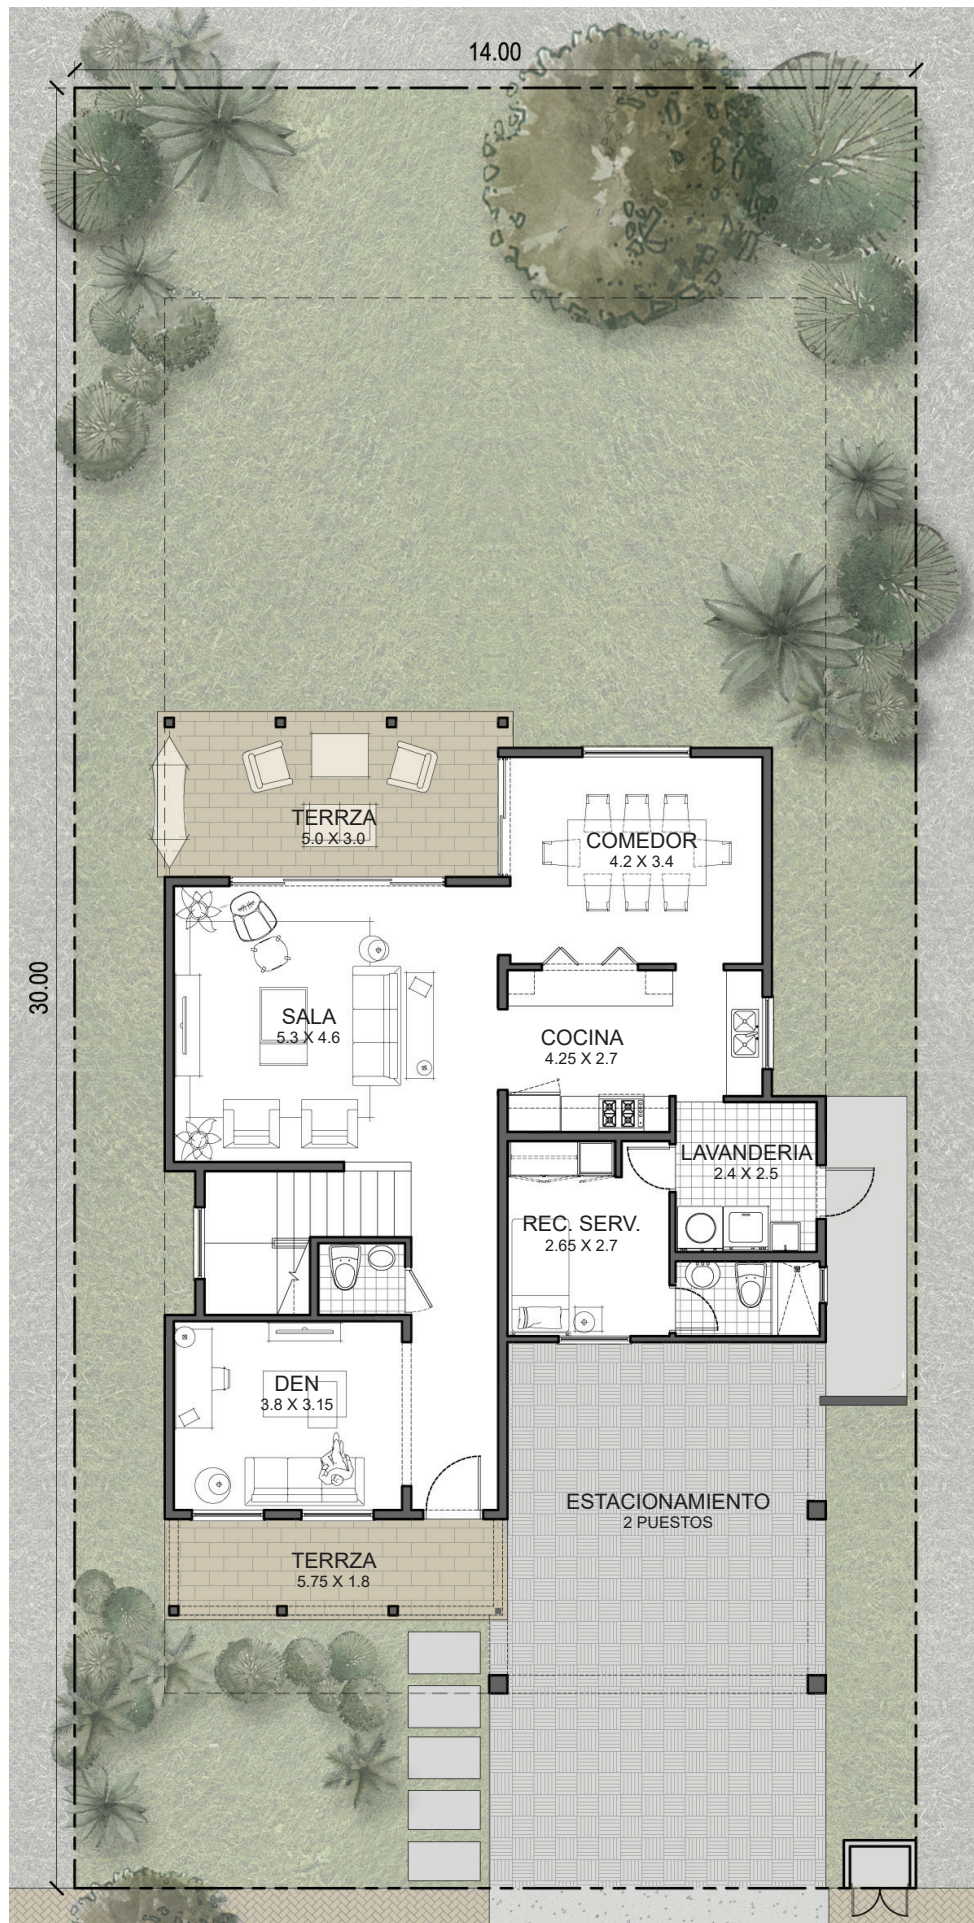 14.00
30.00
TERRZA
5.0 X 3.0
COMEDOR
4.2 X 3.4
SALA
5.3 X 4.6
COCINA
4.25 X 2.7
LAVANDERIA
2.4 X 2.5
REC. SERV.
2.65 X 2.7
DEN
3.8 X 3.15
ESTACIONAMIENTO
2 PUESTOS
TERRZA
5.75 X 1.8